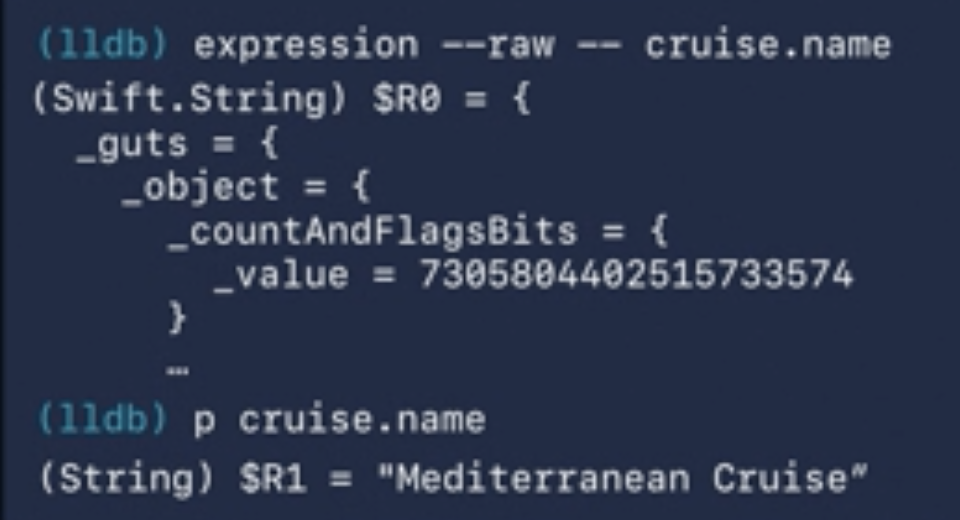 (lldb) expression --raw -- cruise.name
(Swift.String) $R0 = {
  _guts = {
    _object = {
      _countAndFlagsBits = {
        _value = 7305804402515733574
      }
      …
(lldb) p cruise.name
(String) $R1 = "Mediterranean Cruise”